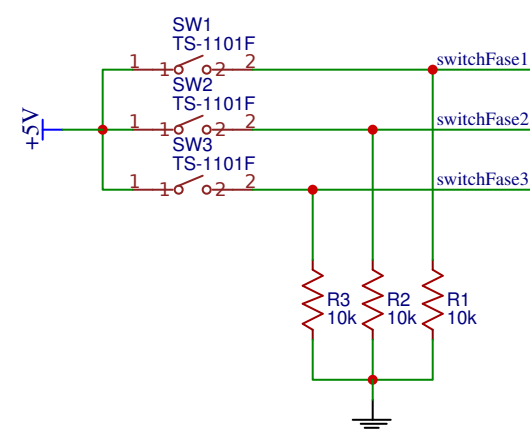 SW1
TS-1101F
1 1 2 2
switchFase1
SW2
TS-1101F
+5V
1 1 2 2
switchFase2
SW3
TS-1101F
1 1 2 2
switchFase3
R3
10k
R2
10k
R1
10k